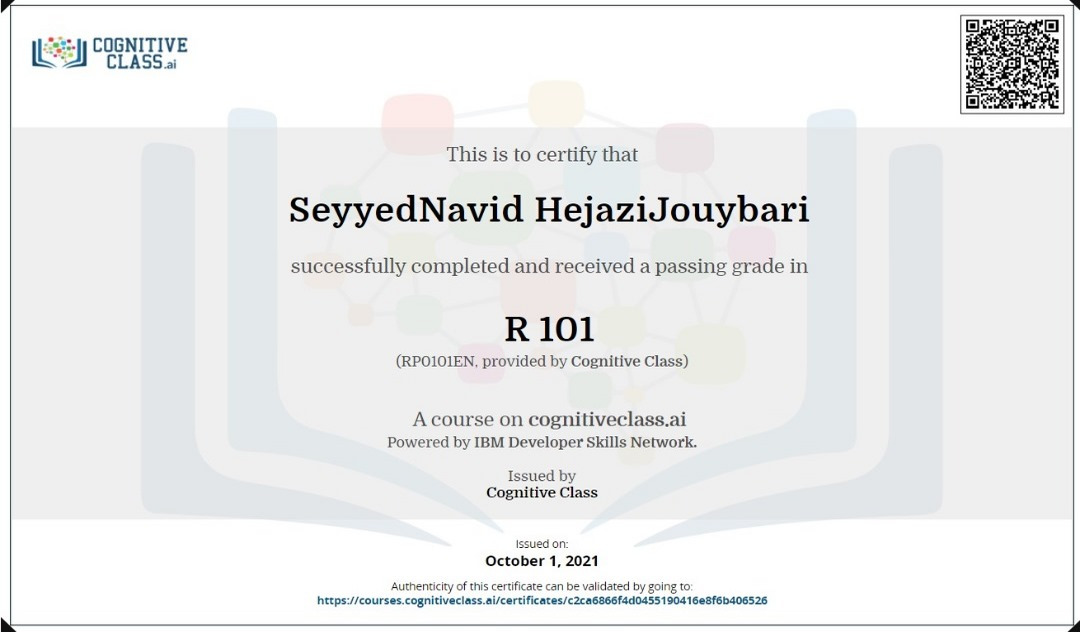 COGNITIVE
CLASS.ai
This is to certify that
SeyyedNavid HejaziJouybari
successfully completed and received a passing grade in
R 101
(RP0101EN, provided by Cognitive Class)
A course on cognitiveclass.ai
Powered by IBM Developer Skills Network.
Issued by
Cognitive Class
Issued on:
October 1, 2021
Authenticity of this certificate can be validated by going to:
https://courses.cognitiveclass.ai/certificates/c2ca6866f4d0455190416e8f6b406526